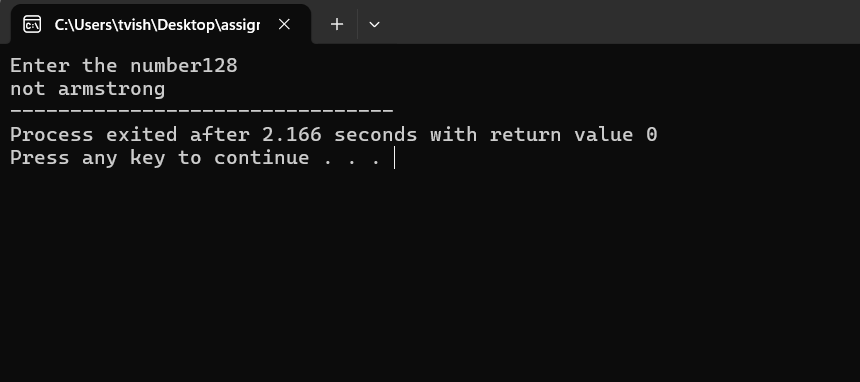 C:\Users\tvish\Desktop\assigr
Enter the number128
not armstrong
--------------------------------
Process exited after 2.166 seconds with return value 0
Press any key to continue . . .